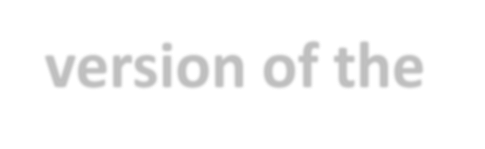 version of the